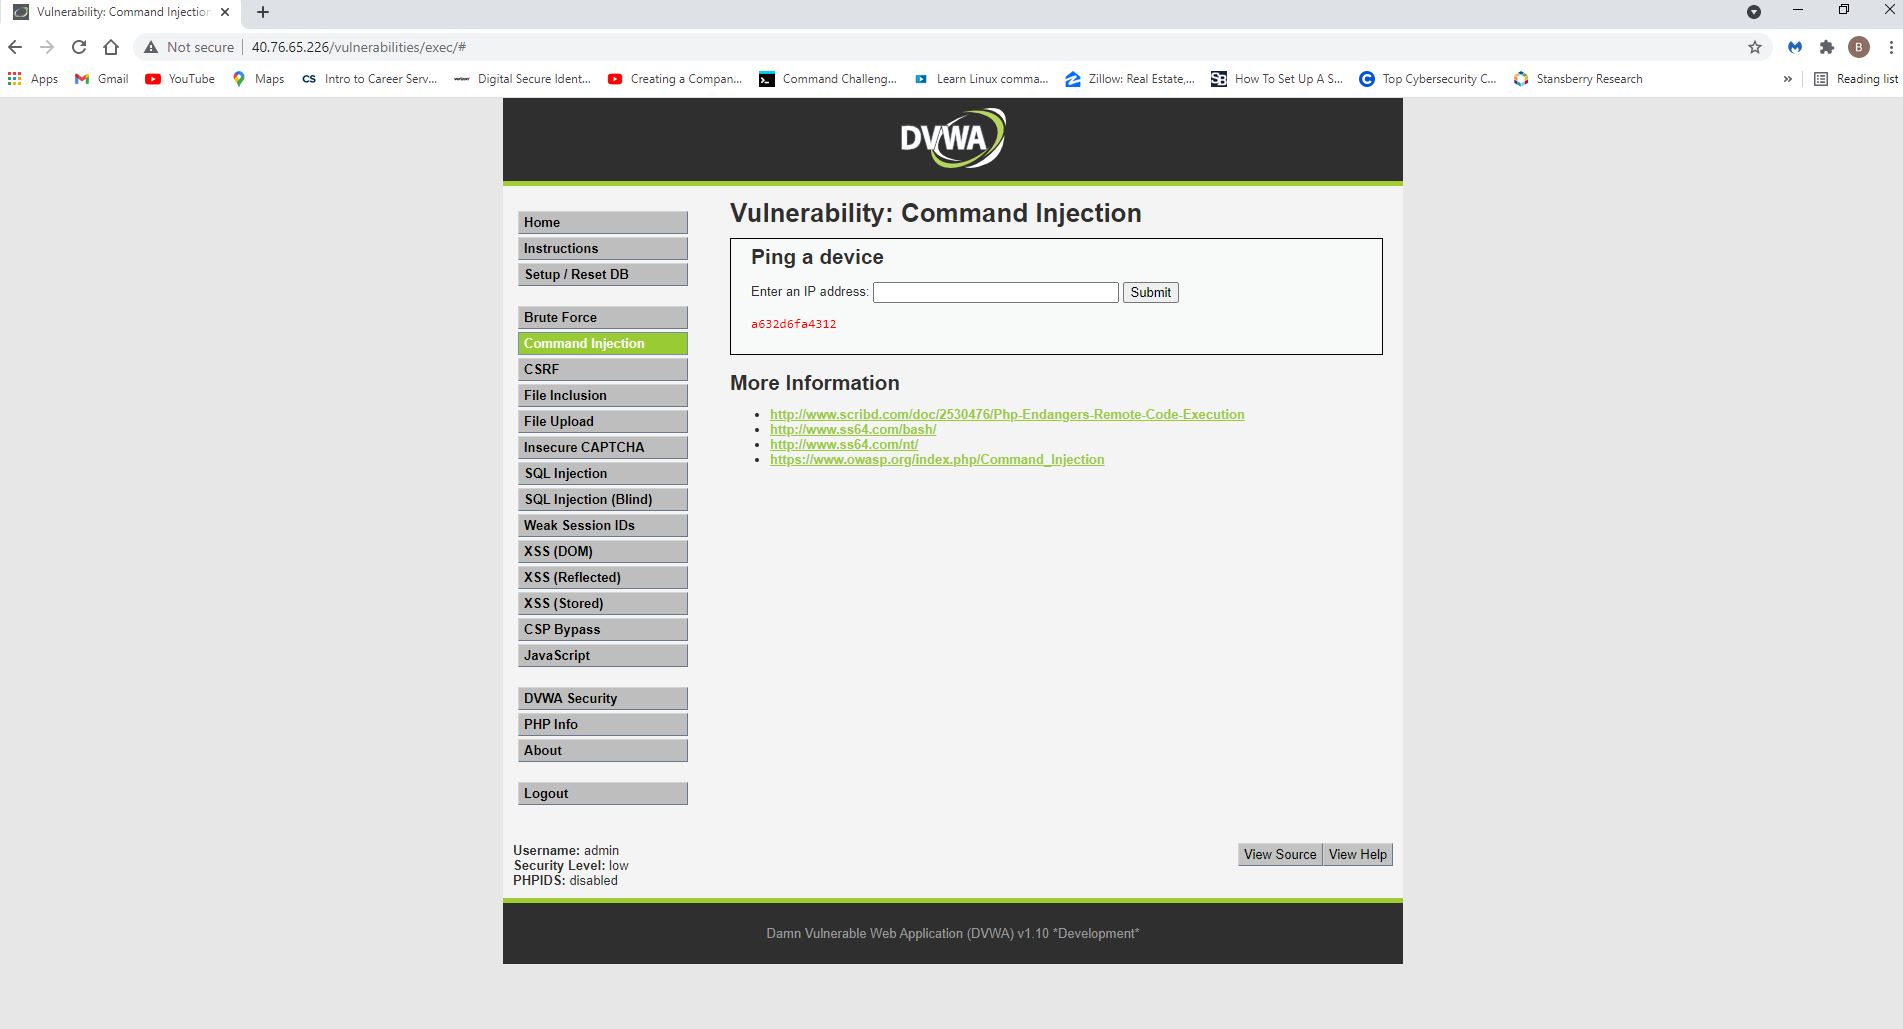 Vulnerability: Command Injection
Not secure 40.76.65.226/vulnerabilities/exec/# B
Apps Gmail YouTube Maps CS Intro to Career Serv... verizon Digital Secure Ident... Creating a Compan... Command Challeng... Learn Linux comma... Zillow: Real Estate,... SB How To Set Up A S... C Top Cybersecurity C... Stansberry Research » Reading list
DVWA
Vulnerability: Command Injection
Ping a device
Enter an IP address: Submit
a632d6fa4312
More Information
http://www.scribd.com/doc/2530476/Php-Endangers-Remote-Code-Execution
http://www.ss64.com/bash/
http://www.ss64.com/nt/
https://www.owasp.org/index.php/Command_Injection
Home
Instructions
Setup / Reset DB
Brute Force
Command Injection
CSRF
File Inclusion
File Upload
Insecure CAPTCHA
SQL Injection
SQL Injection (Blind)
Weak Session IDs
XSS (DOM)
XSS (Reflected)
XSS (Stored)
CSP Bypass
JavaScript
DVWA Security
PHP Info
About
Logout
Username: admin
Security Level: low
PHPIDS: disabled
View Source View Help
Damn Vulnerable Web Application (DVWA) v1.10 *Development*